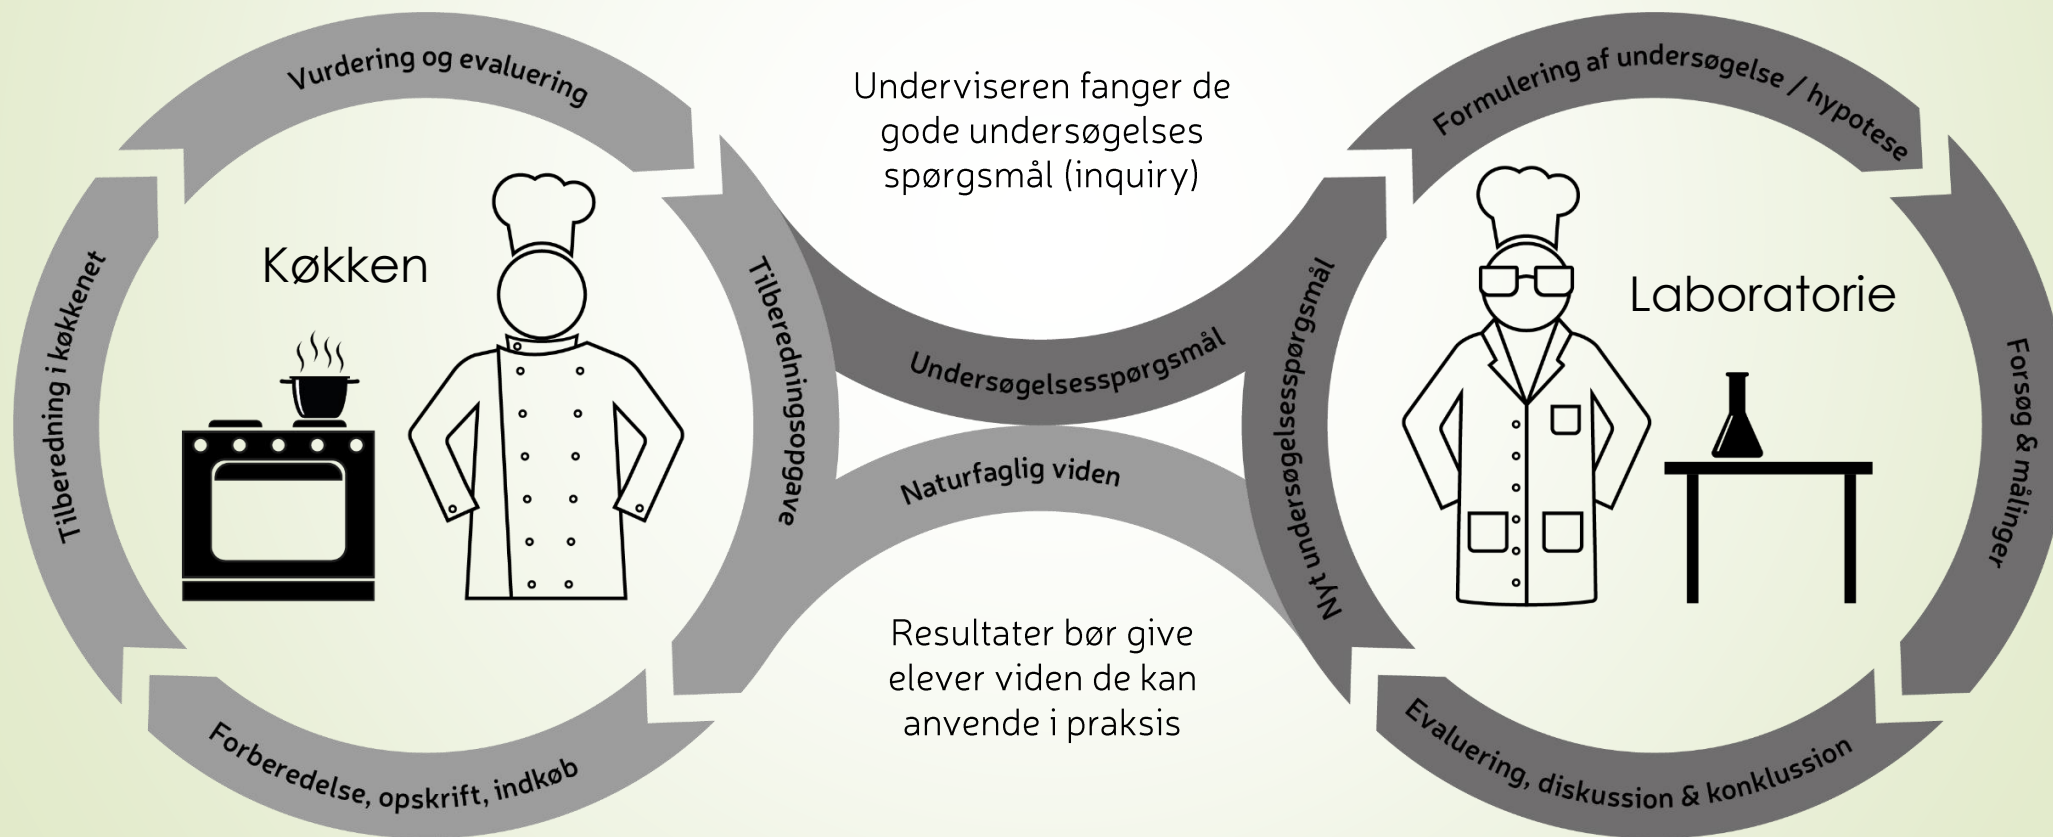 Vurdering og evaluering
Tilberedningsopgave
Forberedelse, opskrift, indkøb
Tilberedning i køkkenet
Køkken
Underviseren fanger de
gode undersøgelses
spørgsmål (inquiry)
Undersøgelsesspørgsmål
Naturfaglig viden
Resultater bør give
elever viden de kan
anvende i praksis
Formulering af undersøgelse / hypotese
Forsøg & målinger
Evaluering, diskussion & konklussion
Nyt undersøgelsesspørgsmål
Laboratorie